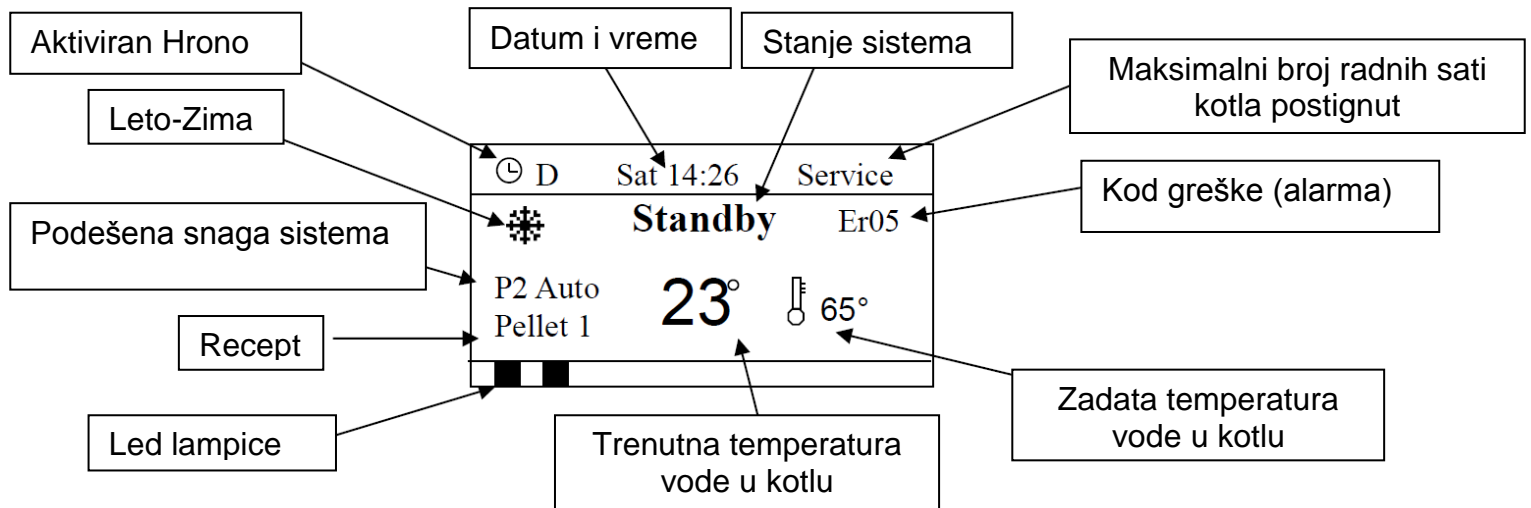 Aktiviran Hrono
Datum i vreme
Stanje sistema
Maksimalni broj radnih sati
kotla postignut
Leto-Zima
D
Sat 14:26
Service
Kod greške (alarma)
Podešena snaga sistema
Standby
Er05
P2 Auto
23°
65°
Pellet 1
Recept
Led lampice
Trenutna temperatura
vode u kotlu
Zadata temperatura
vode u kotlu